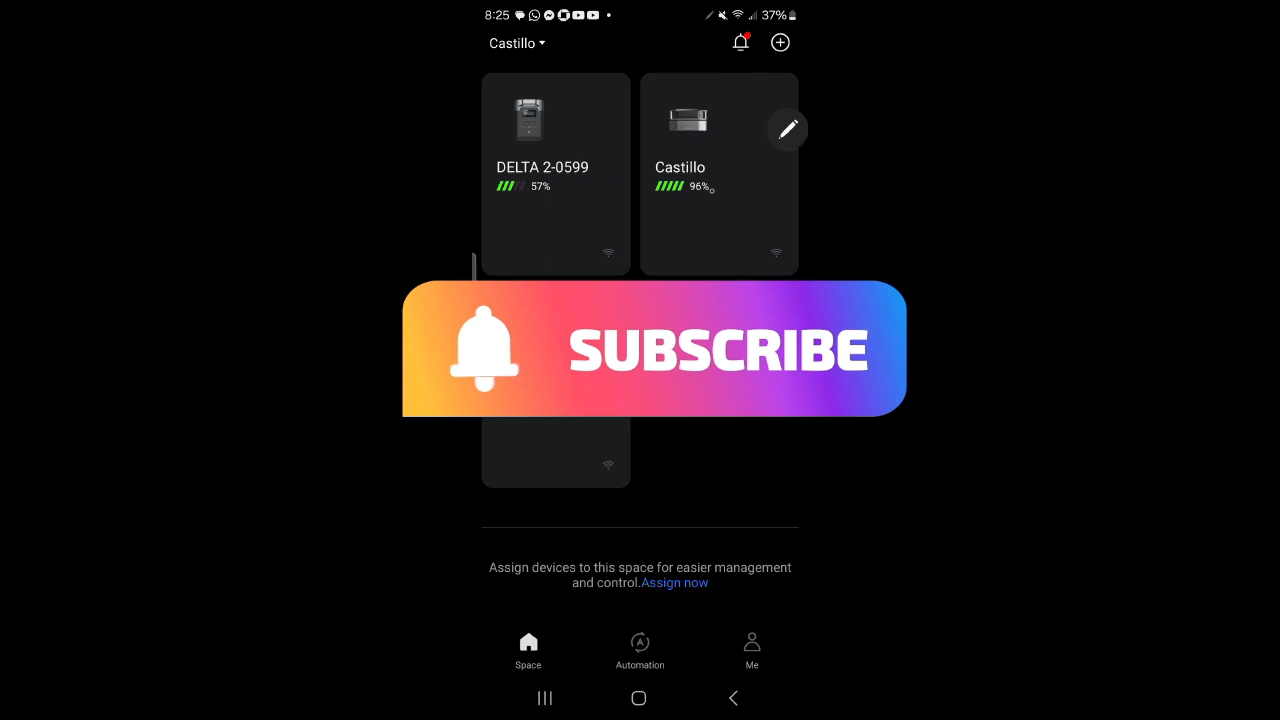 8:25 37%
Castillo
DELTA 2-0599
57%
Castillo
96%
SUBSCRIBE
Assign devices to this space for easier management
and control.Assign now
Space Automation Me